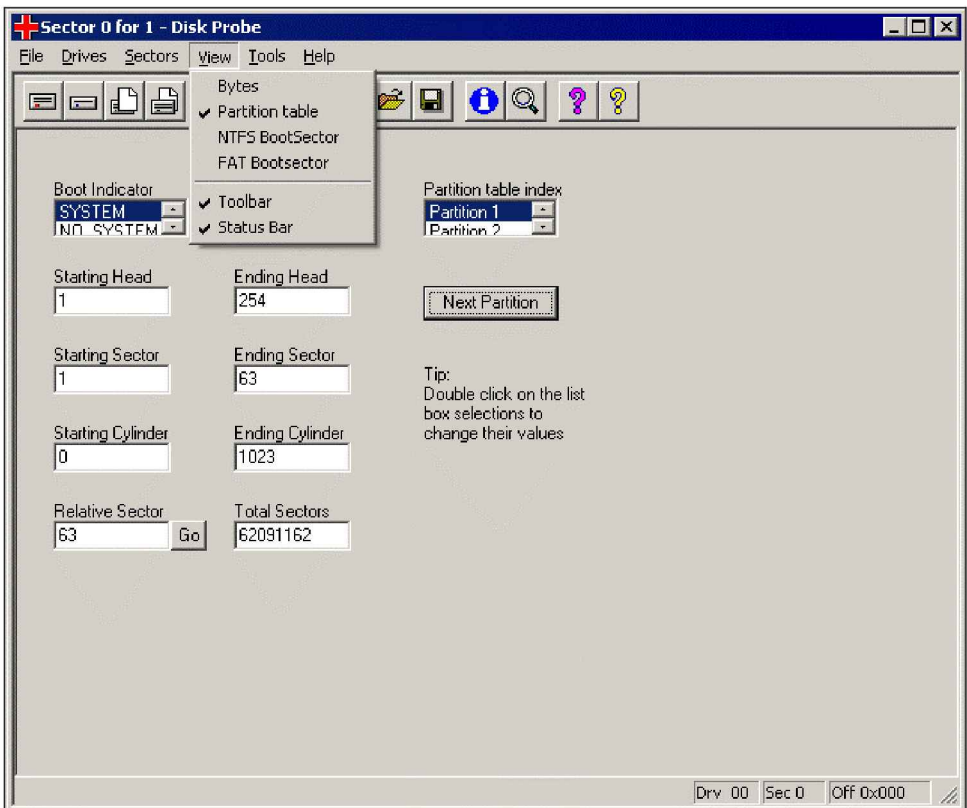 Sector 0 for 1 - Disk Probe
File Drives Sectors View Tools Help
Bytes
Partition table
NTFS BootSector
FAT Bootsector
Toolbar
Status Bar
Boot Indicator
SYSTEM
NO_SYSTEM
Partition table index
Partition 1
Partition 2
Starting Head
1
Ending Head
254
Next Partition
Starting Sector
1
Ending Sector
63
Tip:
Double click on the list
box selections to
change their values
Starting Cylinder
0
Ending Cylinder
1023
Relative Sector
63
Go
Total Sectors
62091162
Drv 00 Sec 0 Off 0x000